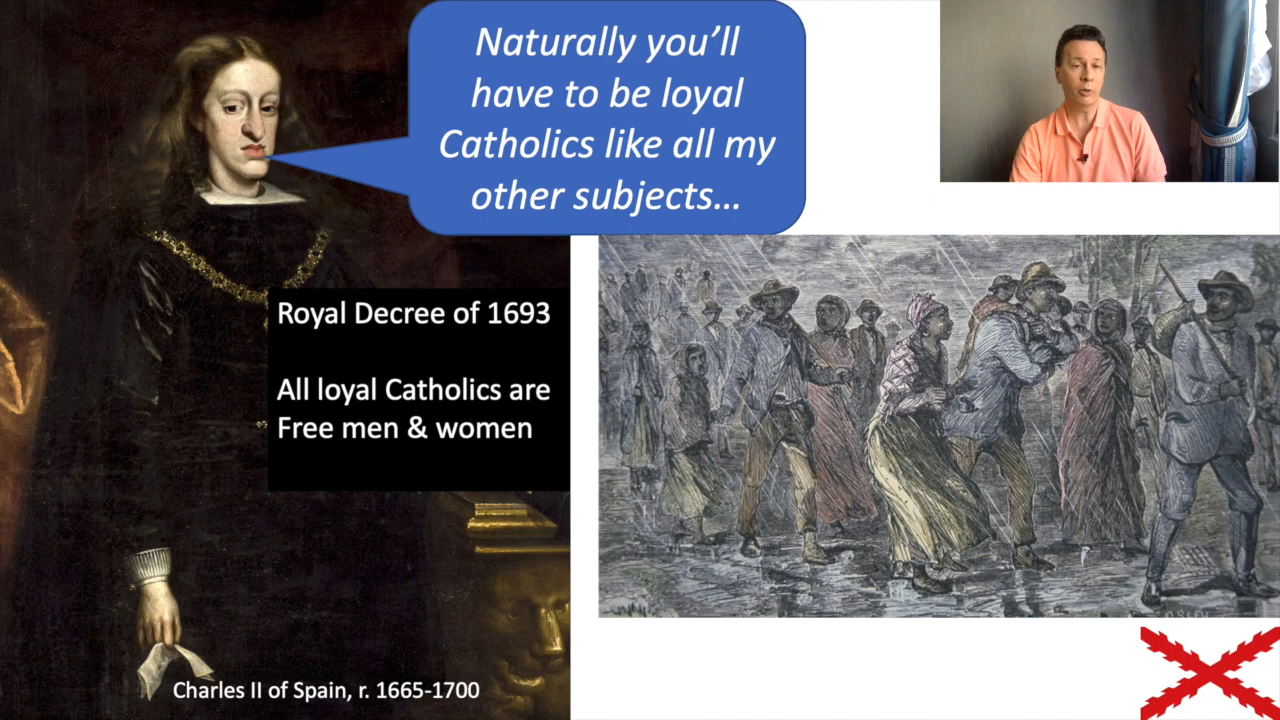 Naturally you’ll
have to be loyal
Catholics like all my
other subjects…
Royal Decree of 1693
All loyal Catholics are
Free men & women
Charles II of Spain, r. 1665-1700